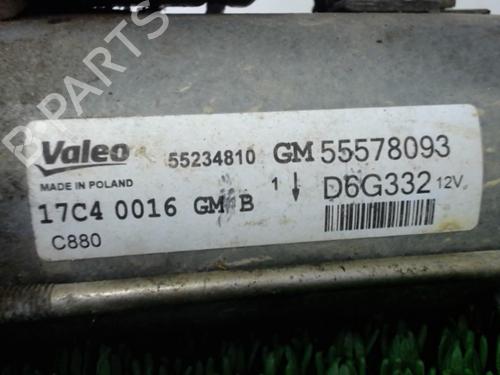 Valeo 55234810 GM 55578093
MADE IN POLAND 1 ↓ D6G332 12V.
17C4 0016 GM B
C880
B-PARTS